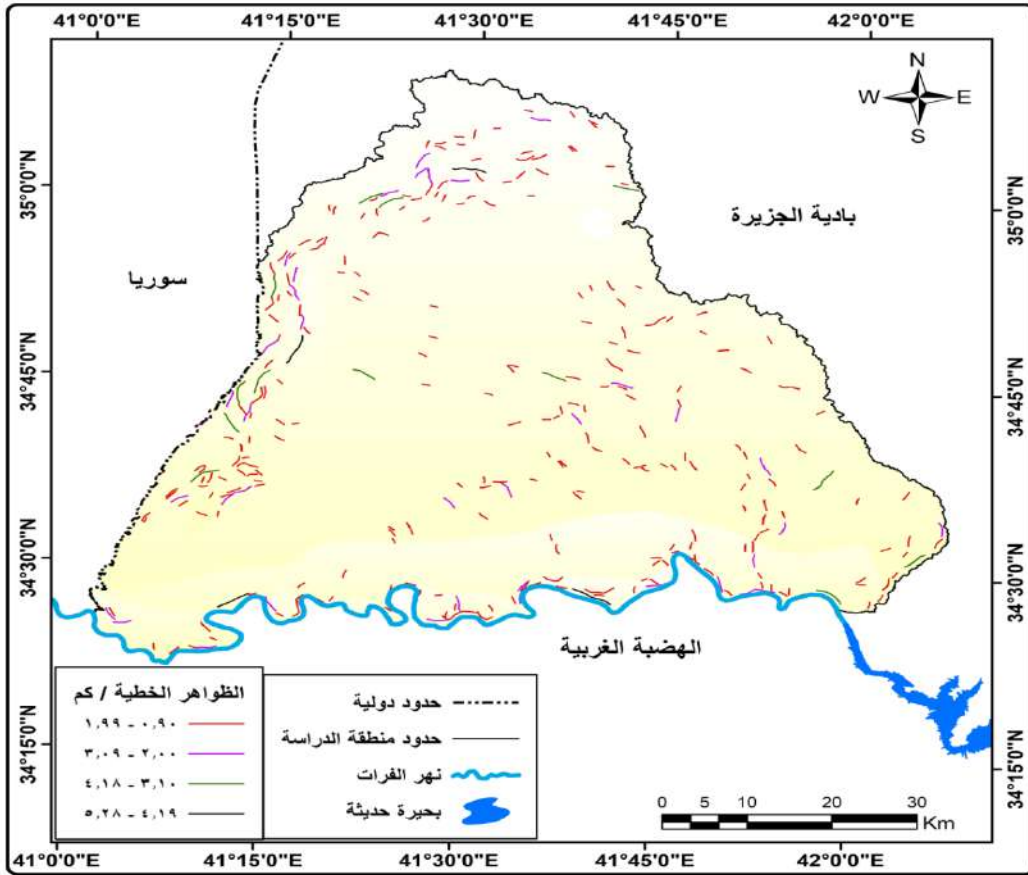 41°0'0"E 41°15'0"E 41°30'0"E 41°45'0"E 42°0'0"E
N
W E
S
35°0'0"N
35°0'0"N
بادية الجزيرة
سوريا
34°45'0"N
34°45'0"N
34°30'0"N
34°30'0"N
الهضبة الغربية
34°15'0"N
34°15'0"N
الظواهر الخطية / كم
٠,٩٠ - ١,٩٩
٢,٠٠ - ٣,٠٩
٣,١٠ - ٤,١٨
٤,١٩ - ٥,٢٨
حدود دولية
حدود منطقة الدراسة
نهر الفرات
بحيرة حديثة
0 5 10 20 30
Km
41°0'0"E 41°15'0"E 41°30'0"E 41°45'0"E 42°0'0"E